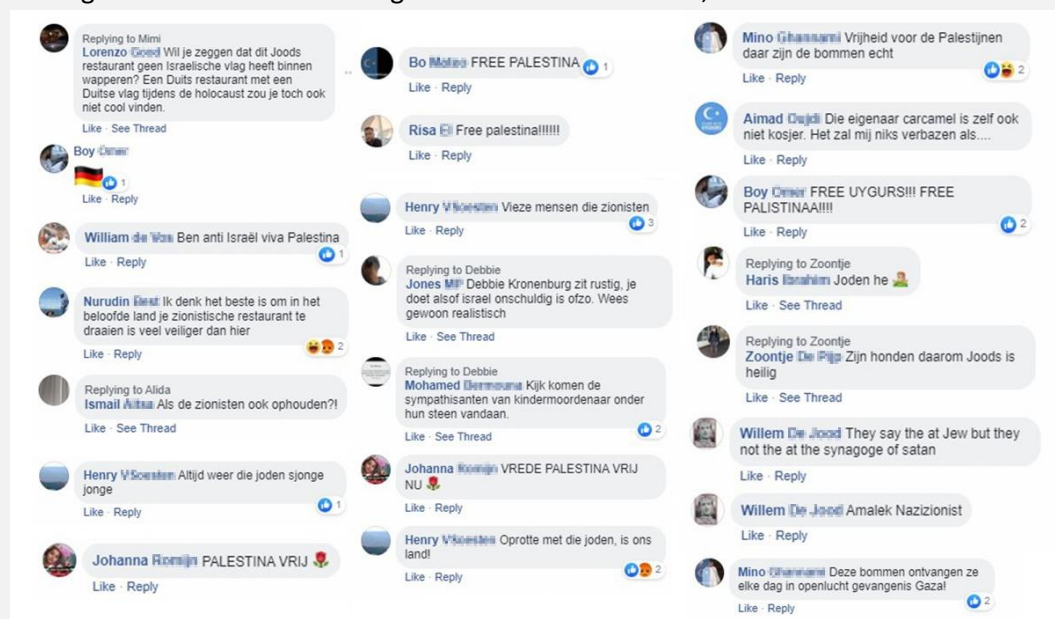 Replying to Mimi
Lorenzo Wil je zeggen dat dit Joods
restaurant geen Israelische vlag heeft binnen
wapperen? Een Duits restaurant met een
Duitse vlag tijdens de holocaust zou je toch ook
niet cool vinden.
Like · See Thread
Boy
1
Like · Reply
William Ben anti Israël viva Palestina
1
Like · Reply
Nurudin Ik denk het beste is om in het
beloofde land je zionistische restaurant te
draaien is veel veiliger dan hier
2
Like · Reply
Replying to Alida
Ismail Als de zionisten ook ophouden?!
Like · See Thread
Henry Altijd weer die joden sjonge
jonge
1
Like · Reply
Johanna PALESTINA VRIJ
Like · Reply
Bo FREE PALESTINA
1
Like · Reply
Risa Free palestina!!!!!!
Like · Reply
Henry Vieze mensen die zionisten
3
Like · Reply
Replying to Debbie
Jones Debbie Kronenburg zit rustig, je
doet alsof israel onschuldig is ofzo. Wees
gewoon realistisch
Like · See Thread
Replying to Debbie
Mohamed Kijk komen de
sympathisanten van kindermoordenaar onder
hun steen vandaan.
2
Like · See Thread
Johanna VREDE PALESTINA VRIJ
NU
Like · Reply
Henry Oprotte met die joden, is ons
land!
2
Like · Reply
Mino Vrijheid voor de Palestijnen
daar zijn de bommen echt
2
Like · Reply
Aimad Die eigenaar carcamel is zelf ook
niet kosjer. Het zal mij niks verbazen als....
Like · Reply
Boy FREE UYGURS!!! FREE
PALISTINAA!!!!
2
Like · Reply
Replying to Zoontje
Haris Joden he
Like · See Thread
Replying to Zoontje
Zoontje Zijn honden daarom Joods is
heilig
Like · See Thread
Willem They say the at Jew but they
not the at the synagoge of satan
Like · Reply
Willem Amalek Nazizionist
Like · Reply
Mino Deze bommen ontvangen ze
elke dag in openlucht gevangenis Gaza!
2
Like · Reply